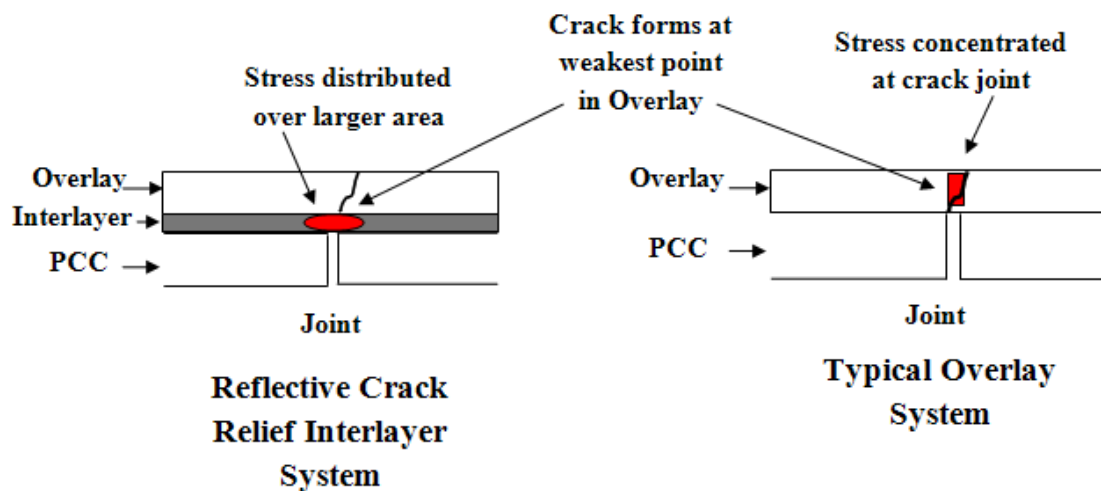 Crack forms at
weakest point
in Overlay
Stress distributed
over larger area
Stress concentrated
at crack joint
Overlay
Interlayer
PCC
Joint
Reflective Crack
Relief Interlayer
System
Overlay
PCC
Joint
Typical Overlay
System